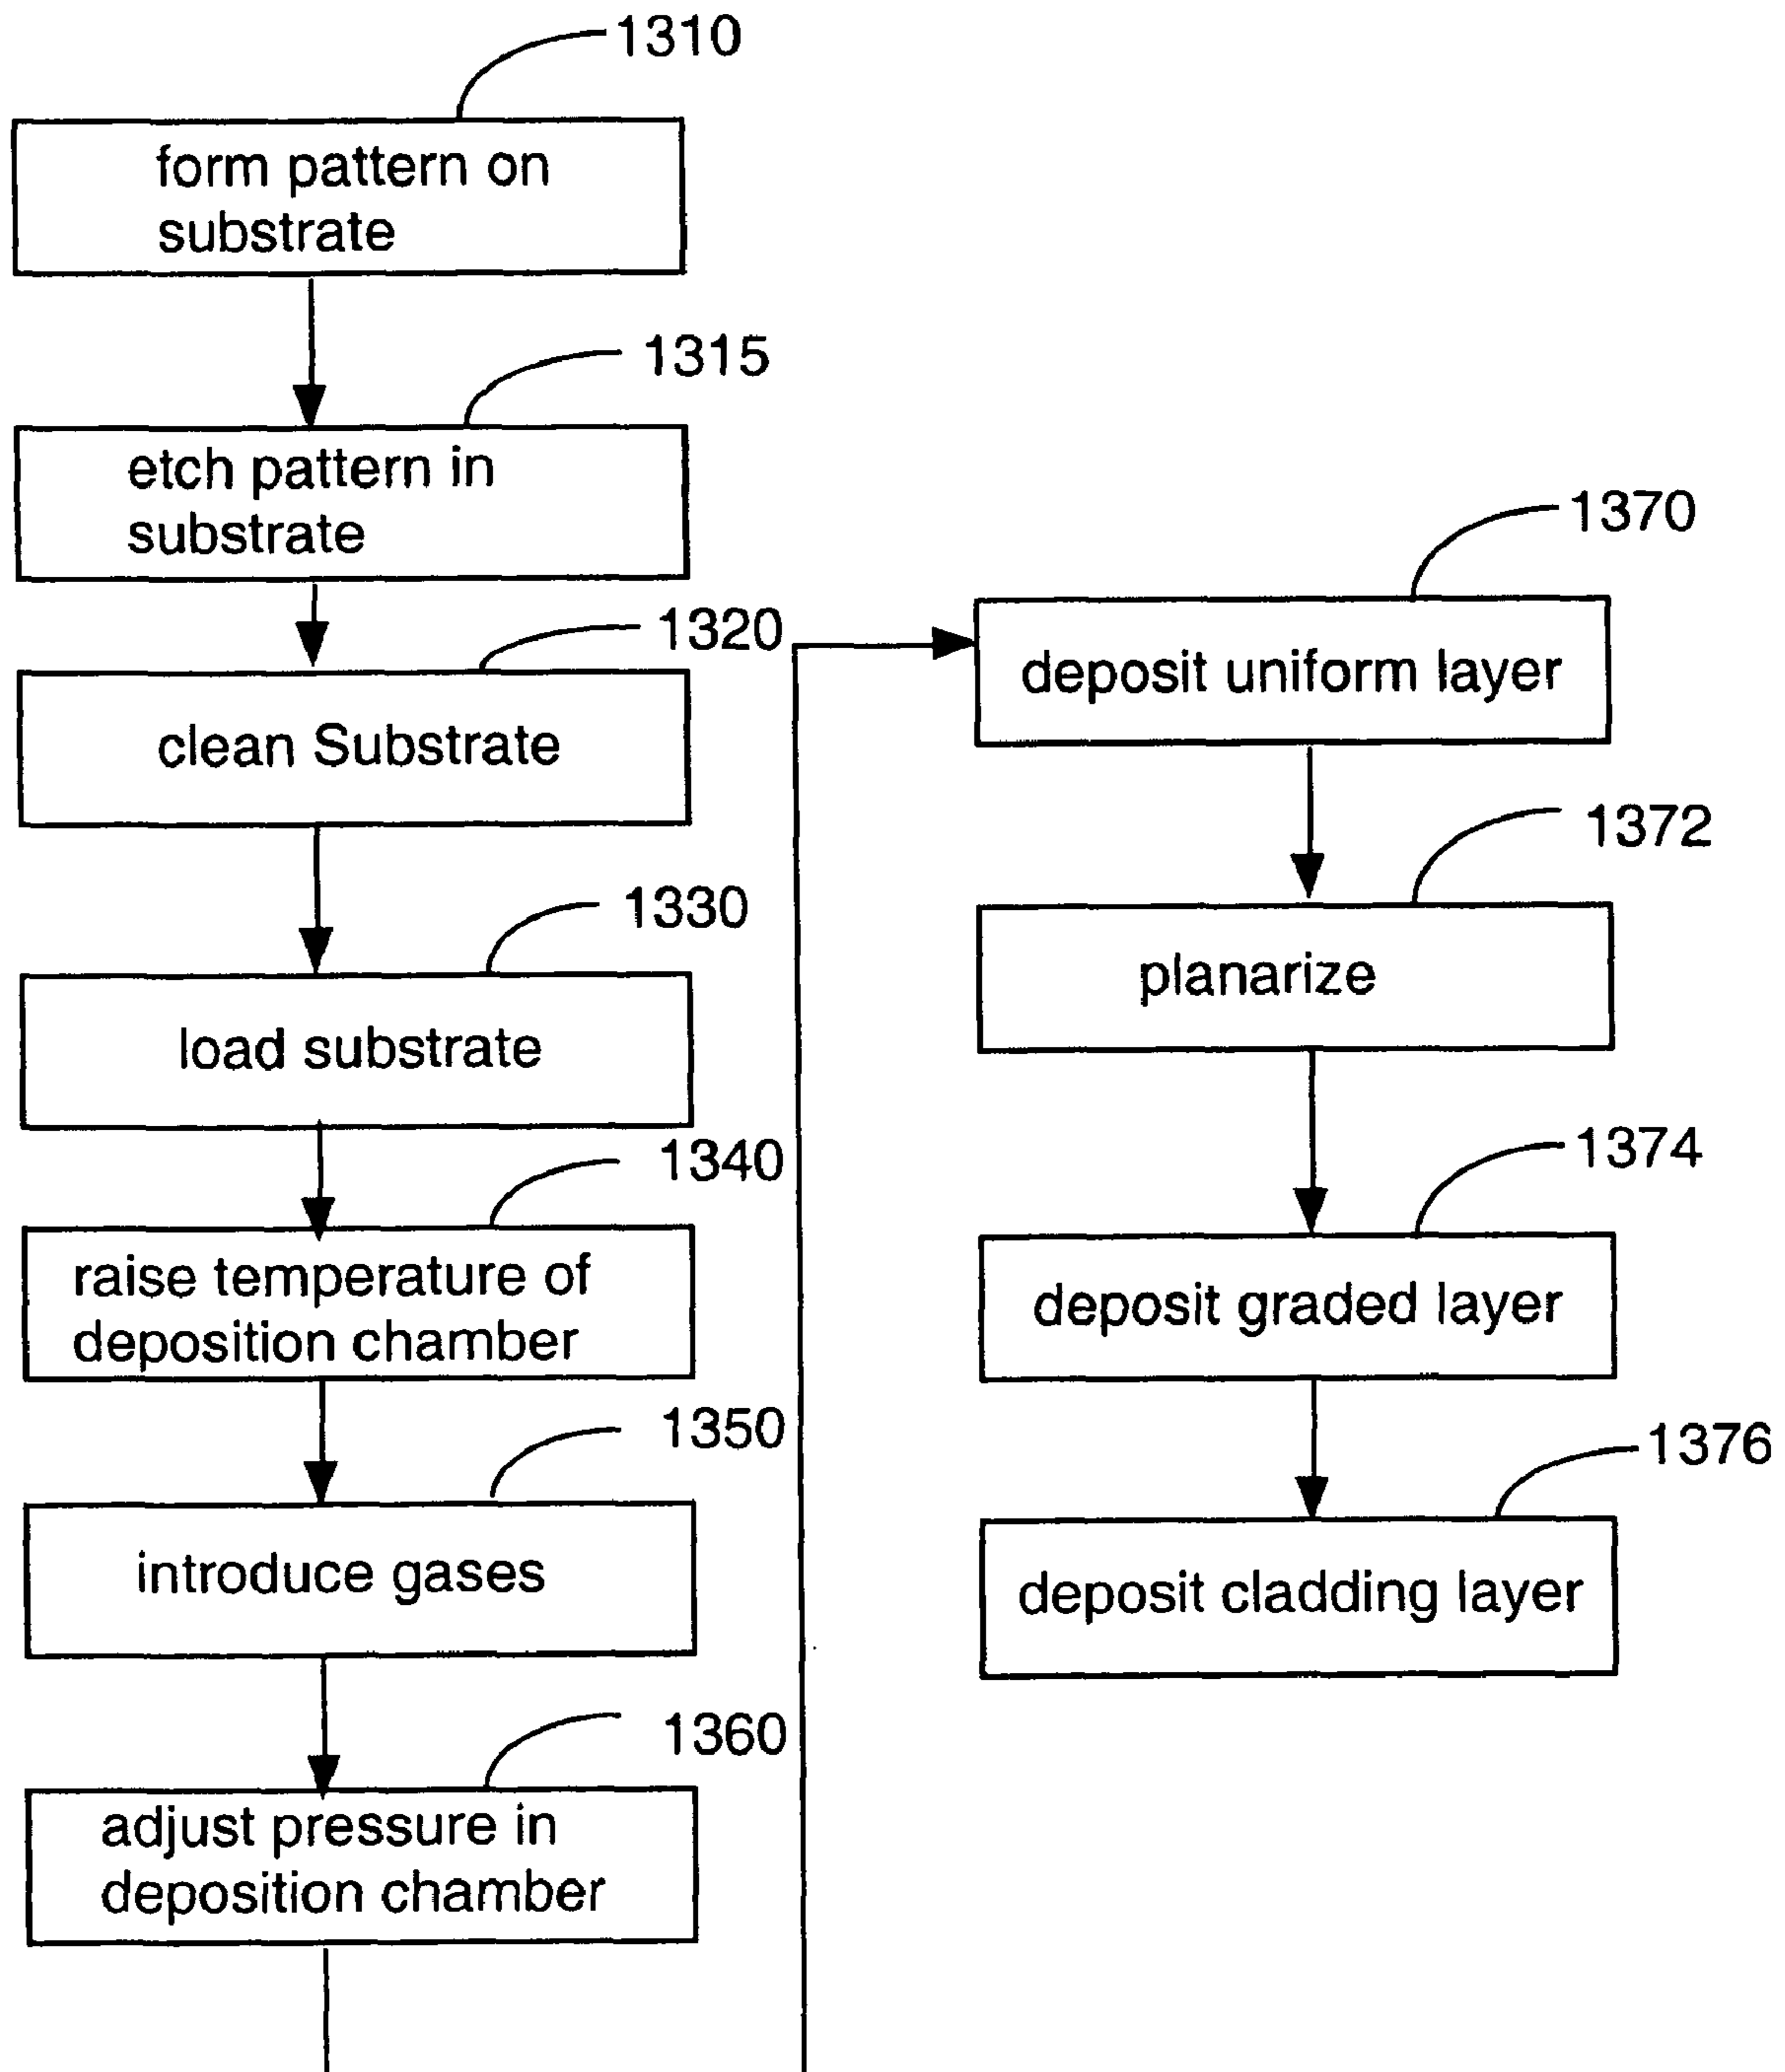 1310
form pattern on
substrate
1315
etch pattern in
substrate
1320
clean Substrate
1330
load substrate
1340
raise temperature of
deposition chamber
1350
introduce gases
1360
adjust pressure in
deposition chamber
1370
deposit uniform layer
1372
planarize
1374
deposit graded layer
1376
deposit cladding layer